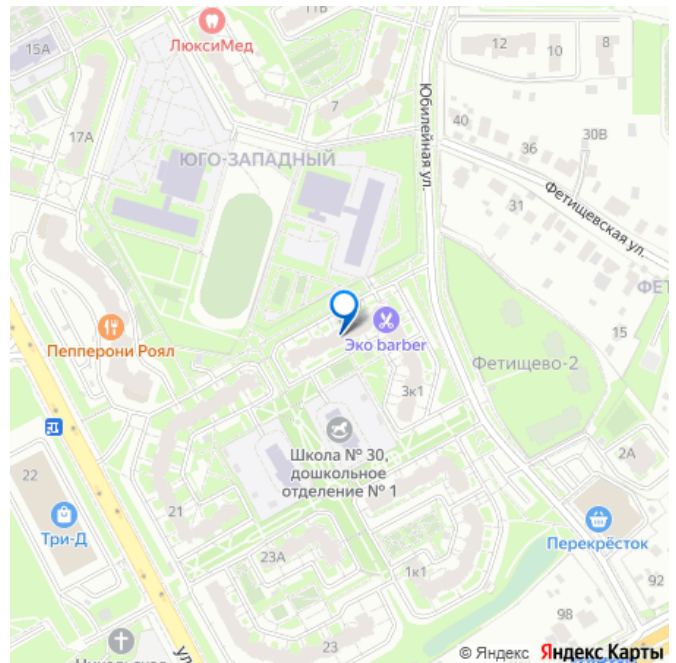 11В
15А
ЛюксиМед
12
10
8
7
Юбилейная ул.
40
17А
36
30В
ЮГО-ЗАПАДНЫЙ
31
Фетищевская ул.
ФЕТ
15
Пепперони Роял
Эко barber
Фетищево-2
3к1
Школа № 30,
дошкольное
отделение № 1
2А
22
21
Три-Д
Перекрёсток
23А
1к1
92
98
23
ул
© Яндекс Яндекс Карты